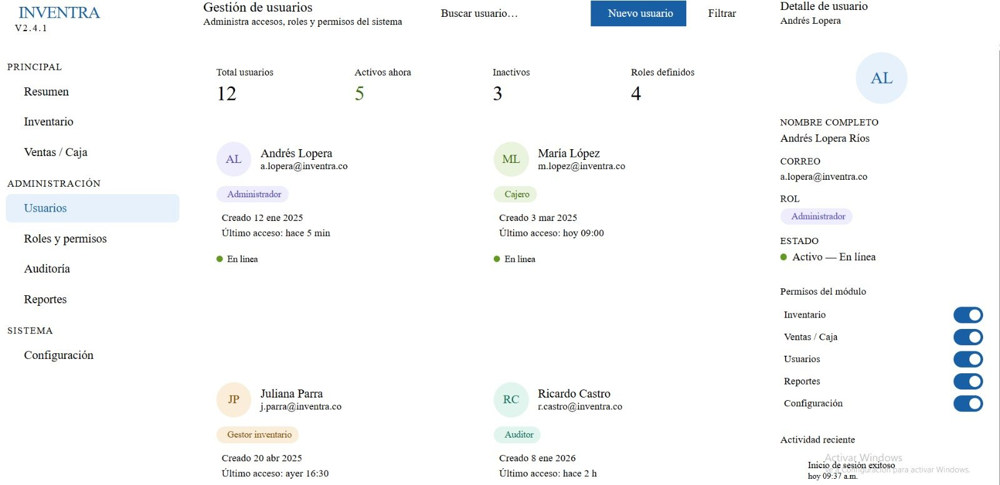 INVENTRA
V2.4.1
PRINCIPAL
Resumen
Inventario
Ventas / Caja
ADMINISTRACIÓN
Usuarios
Roles y permisos
Auditoría
Reportes
SISTEMA
Configuración
Gestión de usuarios
Administra accesos, roles y permisos del sistema
Buscar usuario…
Nuevo usuario
Filtrar
Total usuarios
12
Activos ahora
5
Inactivos
3
Roles definidos
4
AL
Andrés Lopera
a.lopera@inventra.co
Administrador
Creado 12 ene 2025
Último acceso: hace 5 min
En línea
ML
María López
m.lopez@inventra.co
Cajero
Creado 3 mar 2025
Último acceso: hoy 09:00
En línea
JP
Juliana Parra
j.parra@inventra.co
Gestor inventario
Creado 20 abr 2025
Último acceso: ayer 16:30
RC
Ricardo Castro
r.castro@inventra.co
Auditor
Creado 8 ene 2026
Último acceso: hace 2 h
Detalle de usuario
Andrés Lopera
AL
NOMBRE COMPLETO
Andrés Lopera Ríos
CORREO
a.lopera@inventra.co
ROL
Administrador
ESTADO
Activo — En línea
Permisos del módulo
Inventario
Ventas / Caja
Usuarios
Reportes
Configuración
Actividad reciente
Inicio de sesión exitoso
hoy 09:37 a.m.
Activar Windows
Ve a Configuración para activar Windows.